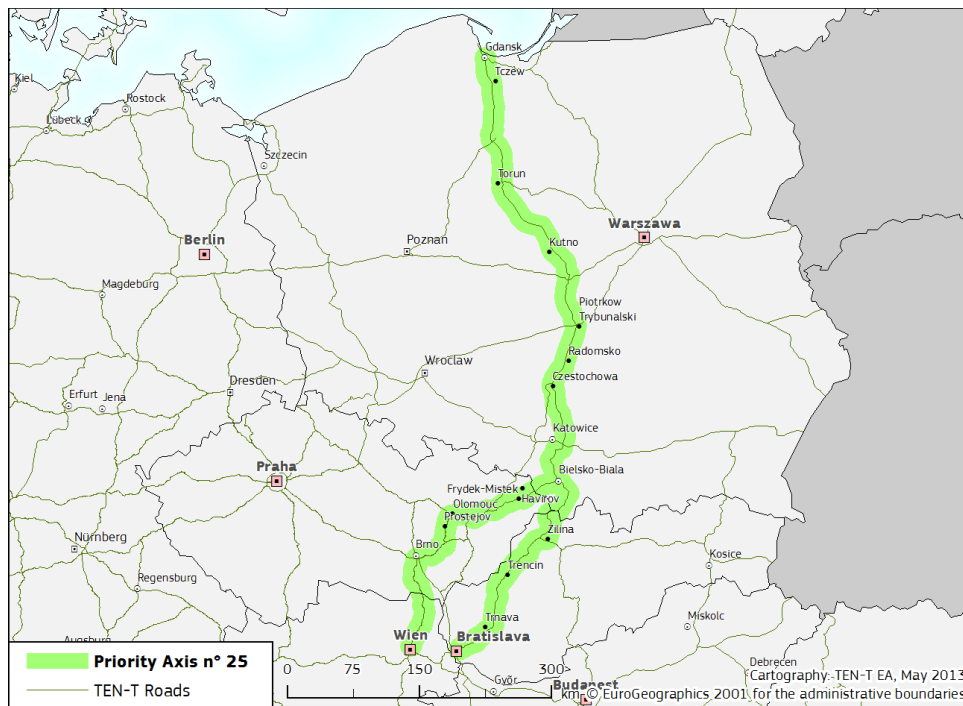 Gdansk
Tczew
Kiel
Rostock
Lübeck
Szczecin
Torun
Warszawa
Berlin
Poznań
Kutno
Magdeburg
Piotrkow
Trybunalski
Radomsko
Wroclaw
Czestochowa
Dresden
Erfurt
Jena
Katowice
Praha
Bielsko-Biala
Frydek-Mistek
Havirov
Olomouc
Prostejov
Nürnberg
Brno
Zilina
Kosice
Trencin
Regensburg
Trnava
Miskolc
Wien
Bratislava
Augsburg
Priority Axis n° 25
TEN-T Roads
0 75 150 300
km
Győr
Budapest
Debrecen
Cartography: TEN-T EA, May 2013
© EuroGeographics 2001 for the administrative boundaries